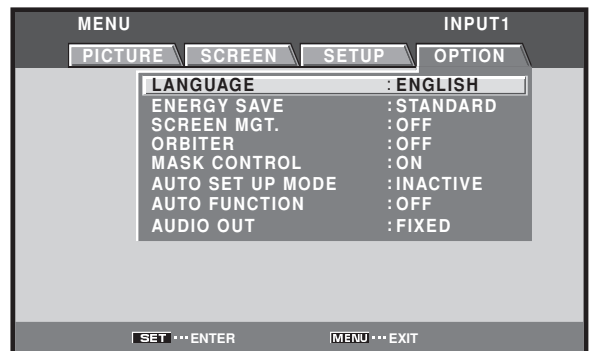 MENU INPUT1
PICTURE SCREEN SETUP OPTION
LANGUAGE :ENGLISH
ENERGY SAVE :STANDARD
SCREEN MGT. :OFF
ORBITER :OFF
MASK CONTROL :ON
AUTO SET UP MODE :INACTIVE
AUTO FUNCTION :OFF
AUDIO OUT :FIXED
SET ··· ENTER MENU ··· EXIT